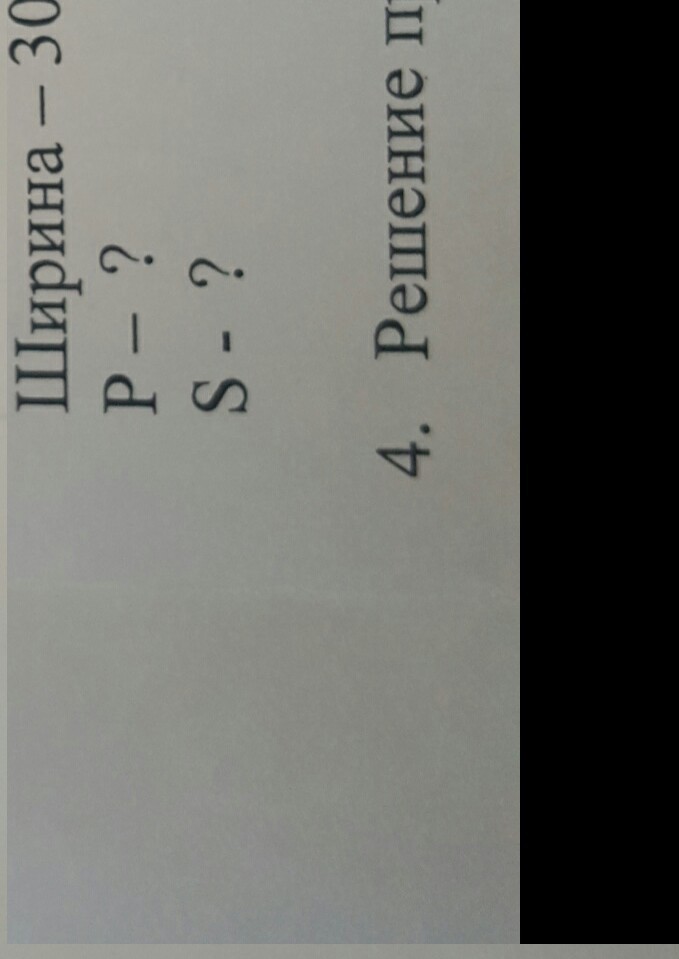 Ширина – 30
Р – ?
S - ?
4. Решение